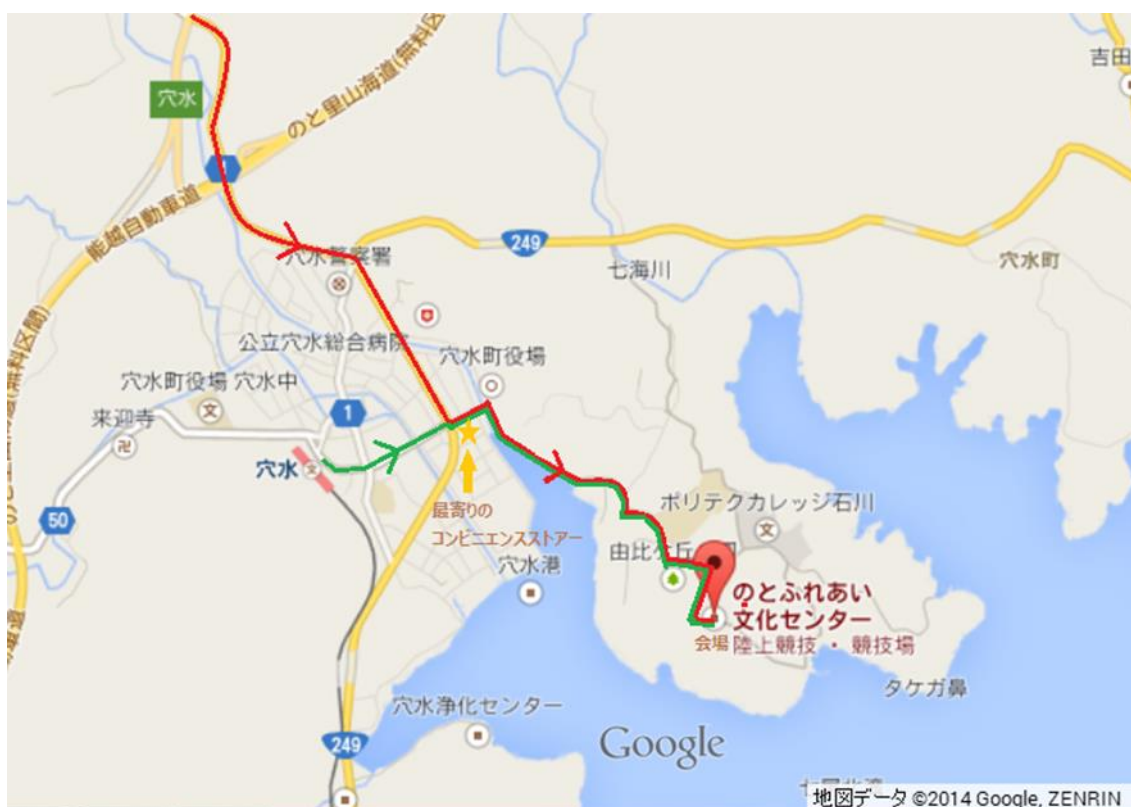 吉田
穴水
のと里山海道(無料区間)
能越自動車道
249
穴水警察署
七海川
穴水町
公立穴水総合病院
穴水町役場
穴水町役場 穴水中
来迎寺
1
穴水
50
最寄りの
コンビニエンスストアー
ポリテクカレッジ石川
穴水港
のとふれあい
文化センター
会場
陸上競技 ・ 競技場
タケガ鼻
穴水浄化センター
249
Google
地図データ ©2014 Google, ZENRIN